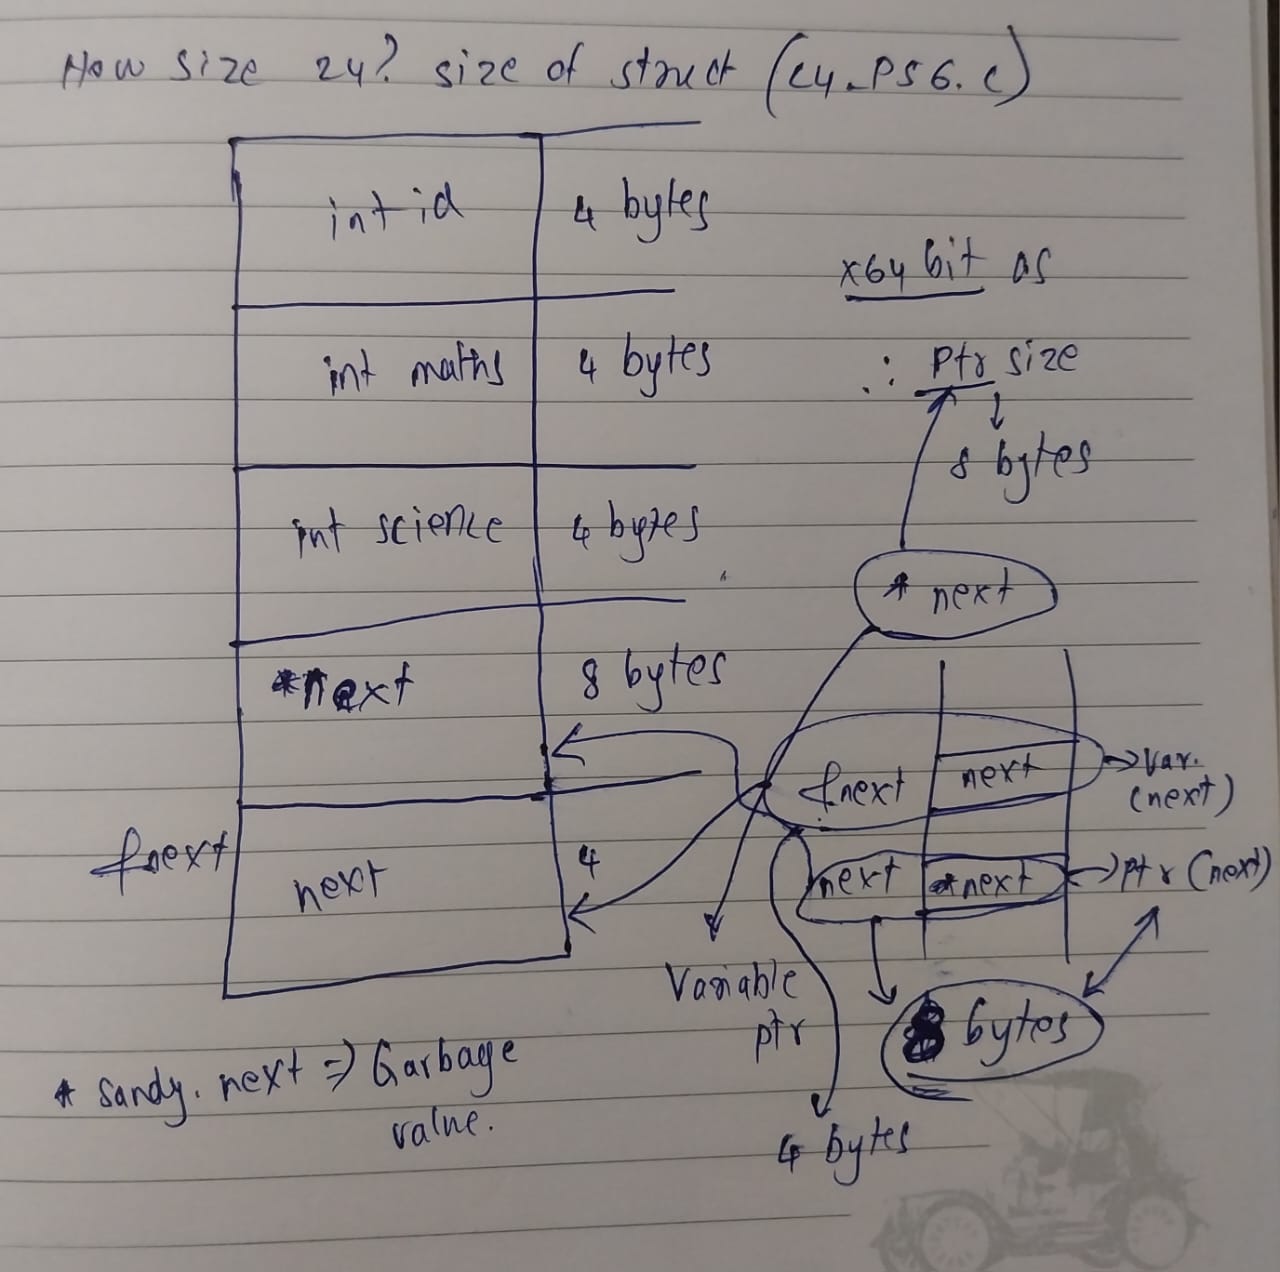 How size 24? size of struct (C4_PS6.c)
int id 4 bytes
x64 bit os
int maths 4 bytes
∴ ptr size
8 bytes
int science 4 bytes
* next
*next 8 bytes
&next next → var.
(next)
&next next 4
next *next → ptr (next)
Variable
ptr
8 bytes
* sandy. next ⇒ Garbage
value.
4 bytes